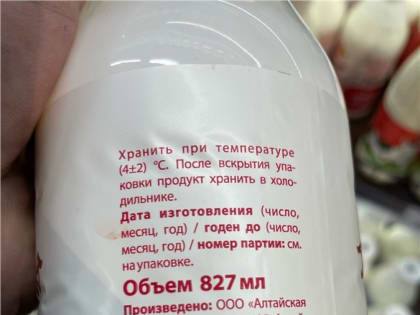 Хранить при температуре
(4±2) °С. После вскрытия упа-
ковки продукт хранить в холо-
дильнике.
Дата изготовления (число,
месяц, год) / годен до (число,
месяц, год) / номер партии: см.
на упаковке.
Объем 827 мл
Произведено: ООО «Алтайская